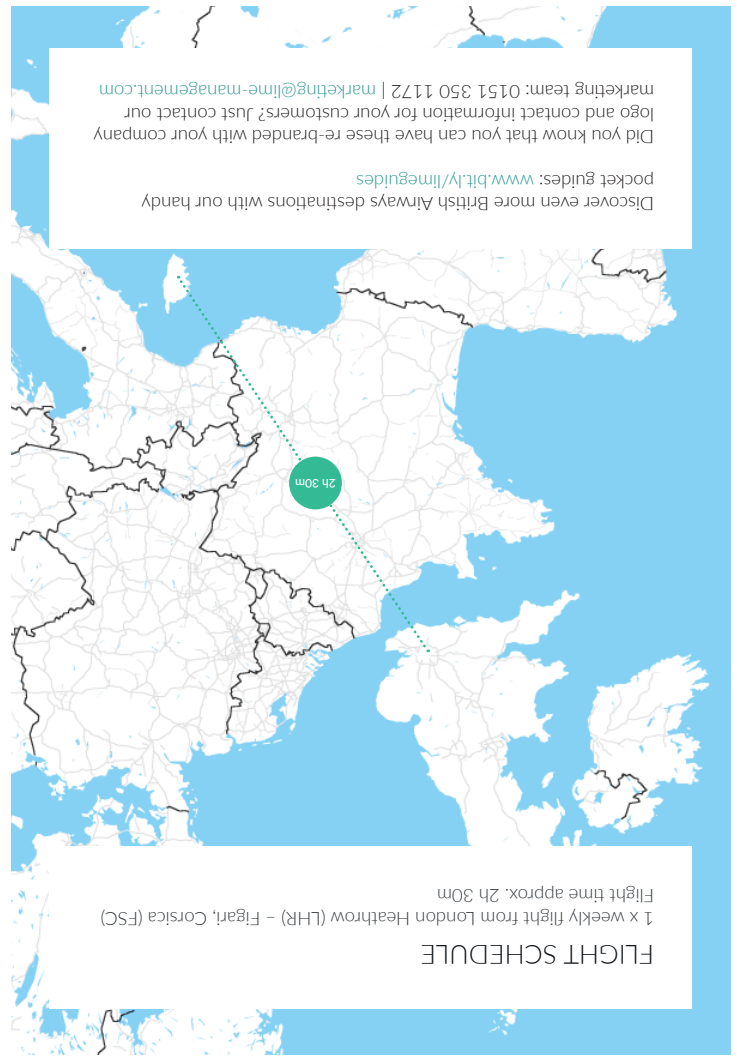 FLIGHT SCHEDULE
1 x weekly flight from London Heathrow (LHR) – Figari, Corsica (FSC)
Flight time approx. 2h 30m
2h 30m
Discover even more British Airways destinations with our handy
pocket guides: www.bit.ly/limeguides
Did you know that you can have these re-branded with your company
logo and contact information for your customers? Just contact our
marketing team: 0151 350 1172 | marketing@lime-management.com